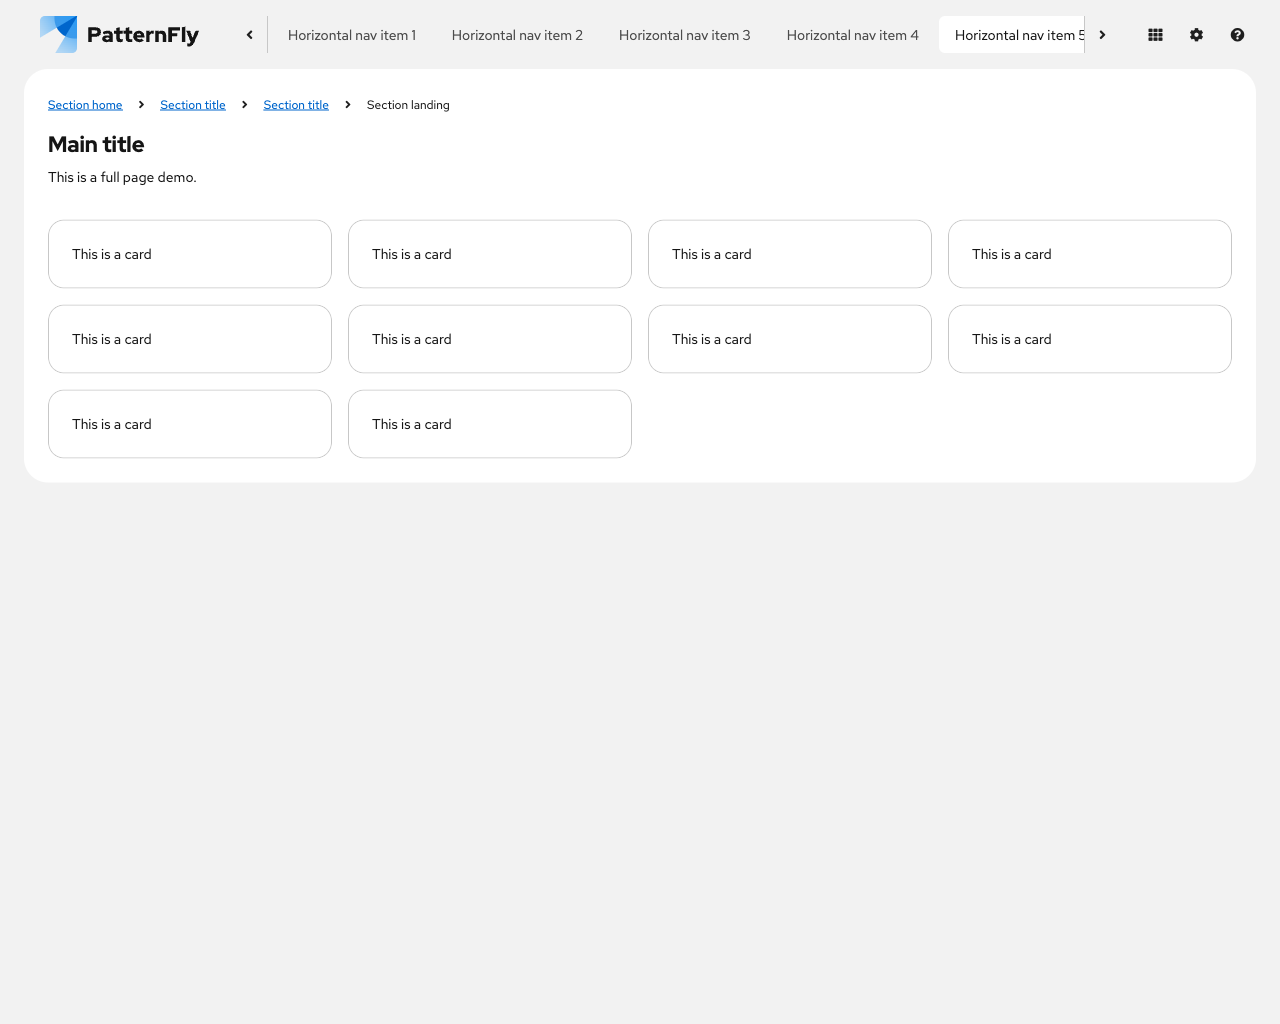 PatternFly
Horizontal nav item 1
Horizontal nav item 2
Horizontal nav item 3
Horizontal nav item 4
Horizontal nav item 5
Section home
Section title
Section title
Section landing
Main title
This is a full page demo.
This is a card
This is a card
This is a card
This is a card
This is a card
This is a card
This is a card
This is a card
This is a card
This is a card